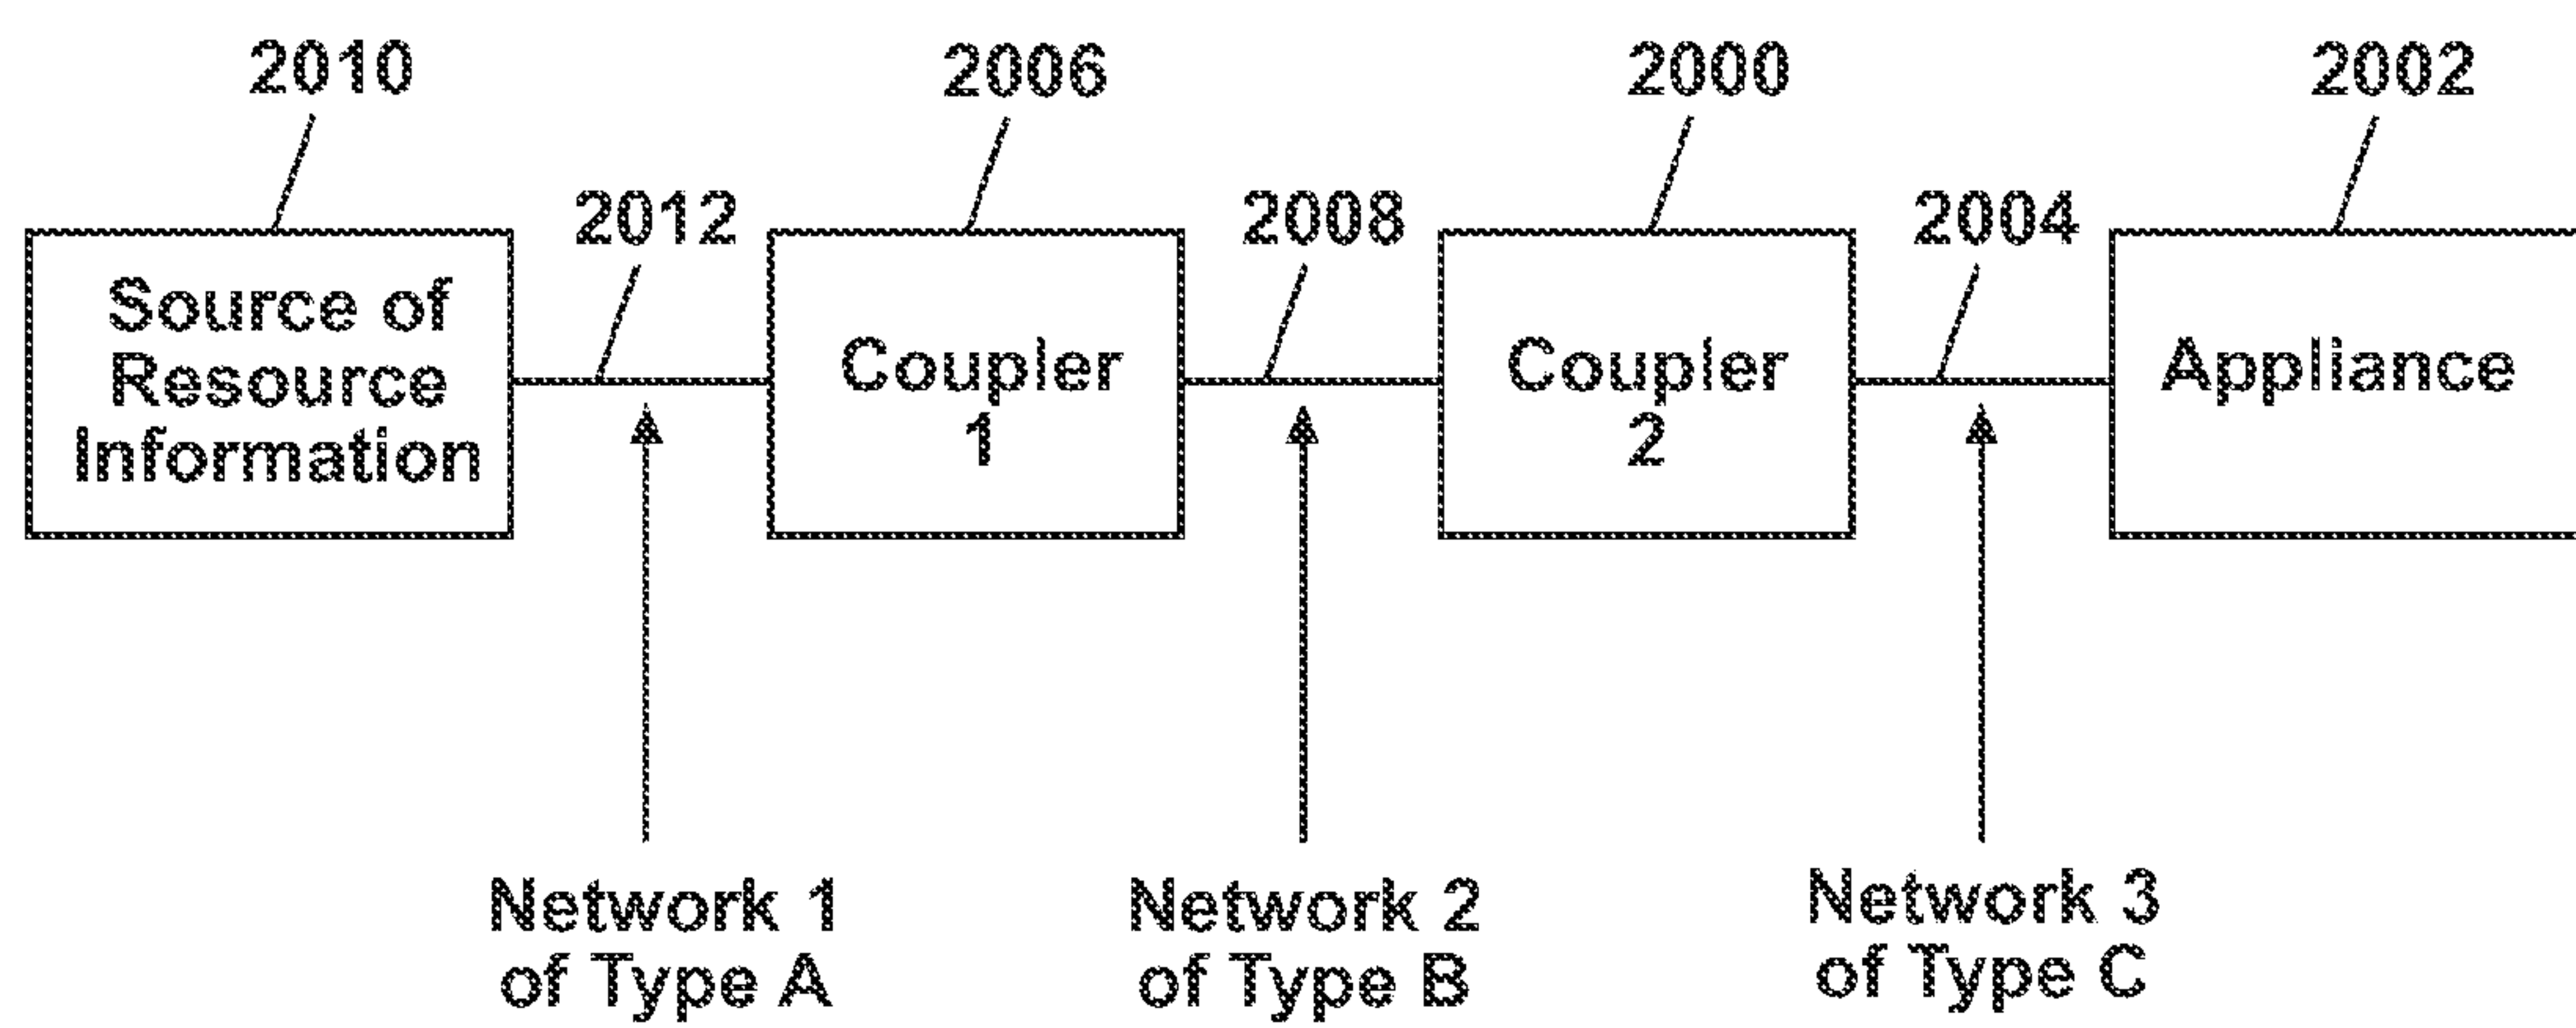 2010
2006
2000
2002
2012
2008
2004
Source of
Resource
Information
Coupler
1
Coupler
2
Appliance
Network 1
of Type A
Network 2
of Type B
Network 3
of Type C